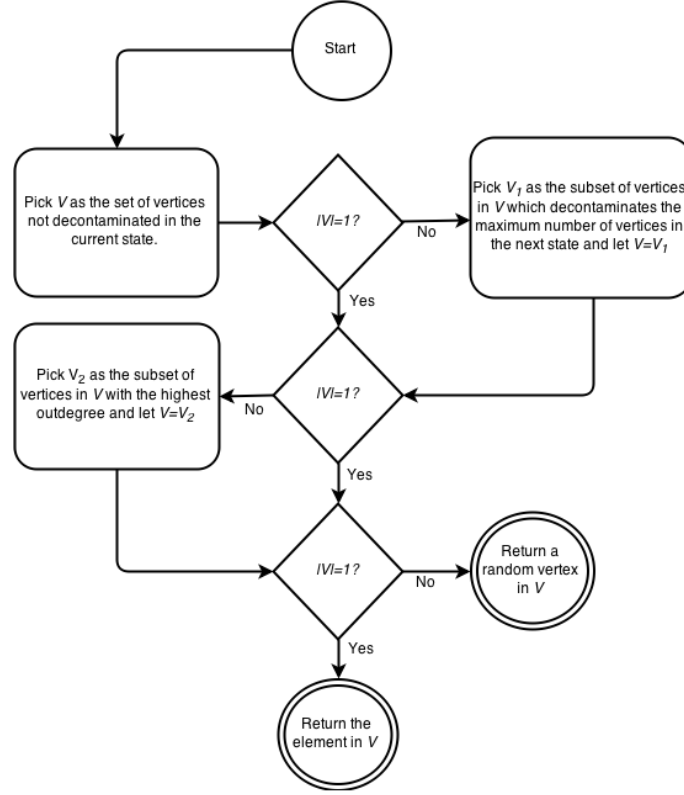 Start
Pick V as the set of vertices
not decontaminated in the
current state.
|V|=1?
No
Pick V₁ as the subset of vertices
in V which decontaminates the
maximum number of vertices in
the next state and let V=V₁
Yes
|V|=1?
No
Pick V₂ as the subset of
vertices in V with the highest
outdegree and let V=V₂
Yes
|V|=1?
No
Return a
random vertex
in V
Yes
Return the
element in V